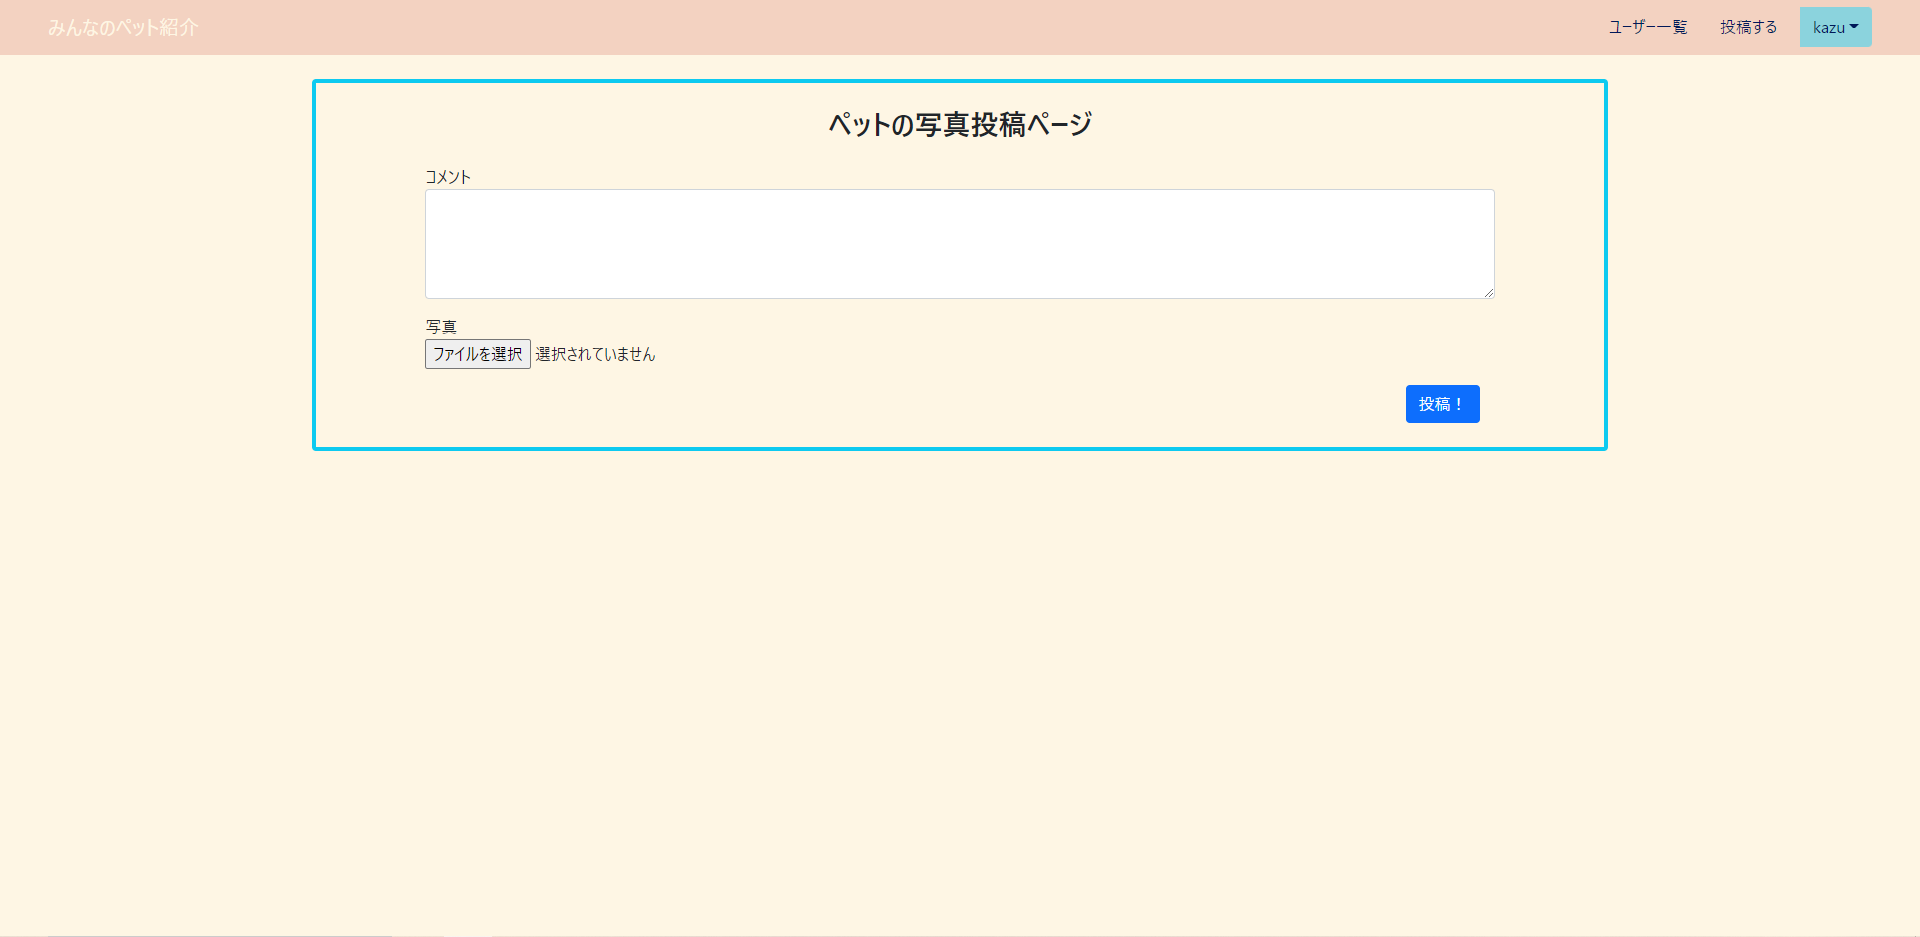 みんなのペット紹介
ユーザー一覧 投稿する kazu
ペットの写真投稿ページ
コメント
写真
ファイルを選択 選択されていません
投稿！